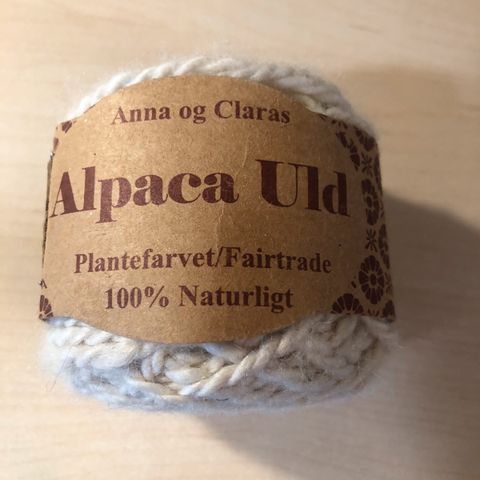 Anna og Claras
Alpaca Uld
Plantefarvet/Fairtrade
100% Naturligt